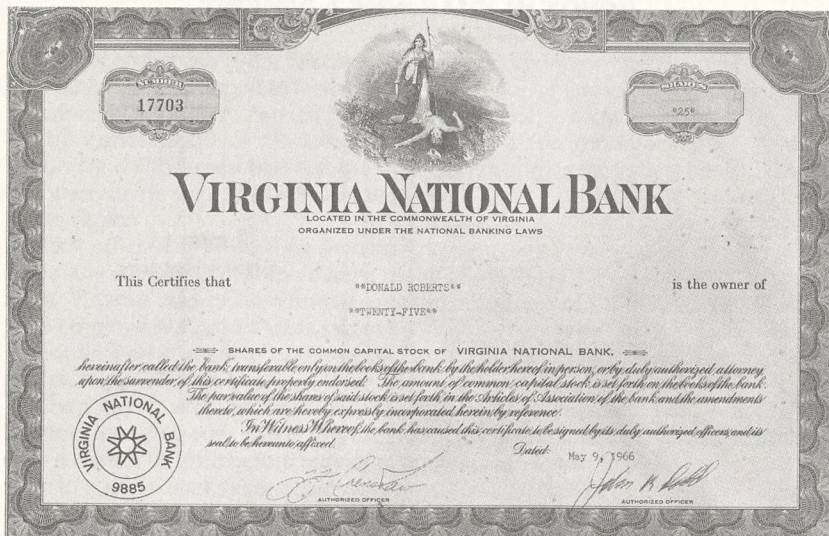 NUMBER
17703
SHARES
*25*
VIRGINIA NATIONAL BANK
LOCATED IN THE COMMONWEALTH OF VIRGINIA
ORGANIZED UNDER THE NATIONAL BANKING LAWS
This Certifies that **DONALD ROBERTS** is the owner of
**TWENTY-FIVE**
SHARES OF THE COMMON CAPITAL STOCK OF VIRGINIA NATIONAL BANK,
hereinafter called the bank, transferable only on the books of the bank by the holder hereof in person, or by duly authorized attorney
upon the surrender of this certificate properly endorsed. The amount of common capital stock is set forth on the books of the bank.
The par value of the shares of said stock is set forth in the Articles of Association of the bank and the amendments
thereto, which are hereby expressly incorporated herein by reference.
In Witness Whereof, the bank has caused this certificate to be signed by its duly authorized officers, and its
seal to be hereunto affixed.
Dated: May 9, 1966
VIRGINIA NATIONAL BANK
9885
AUTHORIZED OFFICER
AUTHORIZED OFFICER